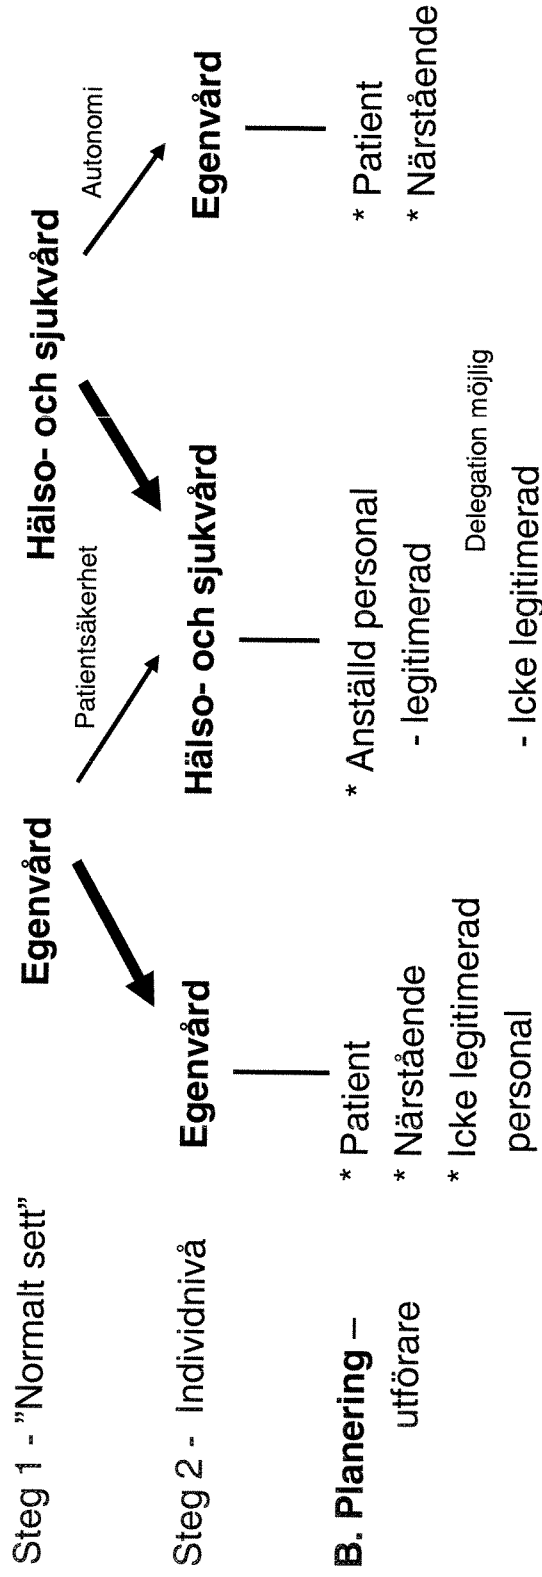 Steg 1 - ”Normalt sett”
Egenvård
Hälso- och sjukvård
Patientsäkerhet
Autonomi
Steg 2 - Individnivå
Egenvård
Hälso- och sjukvård
Egenvård
B. Planering –
utförare
* Patient
* Närstående
* Icke legitimerad
personal
* Anställd personal
- legitimerad
Delegation möjlig
- Icke legitimerad
* Patient
* Närstående